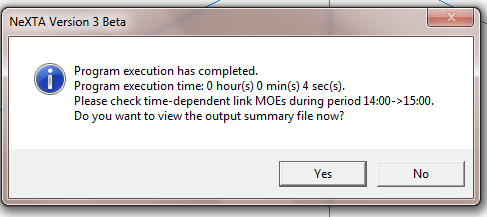 NeXTA Version 3 Beta
Program execution has completed.
Program execution time: 0 hour(s) 0 min(s) 4 sec(s).
Please check time-dependent link MOEs during period 14:00->15:00.
Do you want to view the output summary file now?
Yes
No